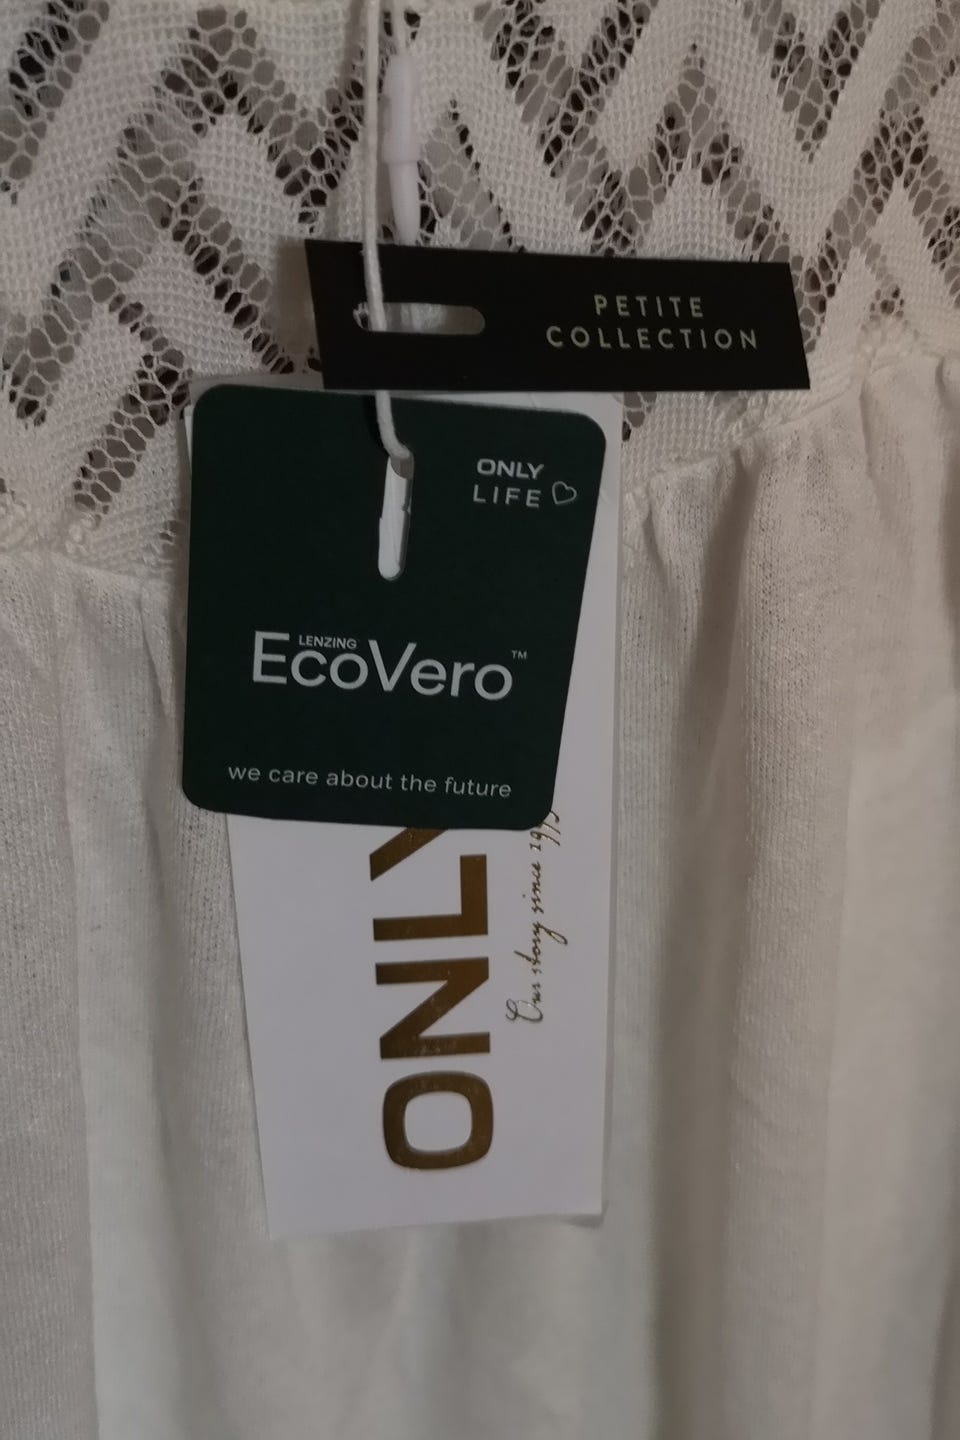 PETITE
COLLECTION
ONLY
LIFE
LENZING
EcoVero™
we care about the future
ONLY
Our story since 1995